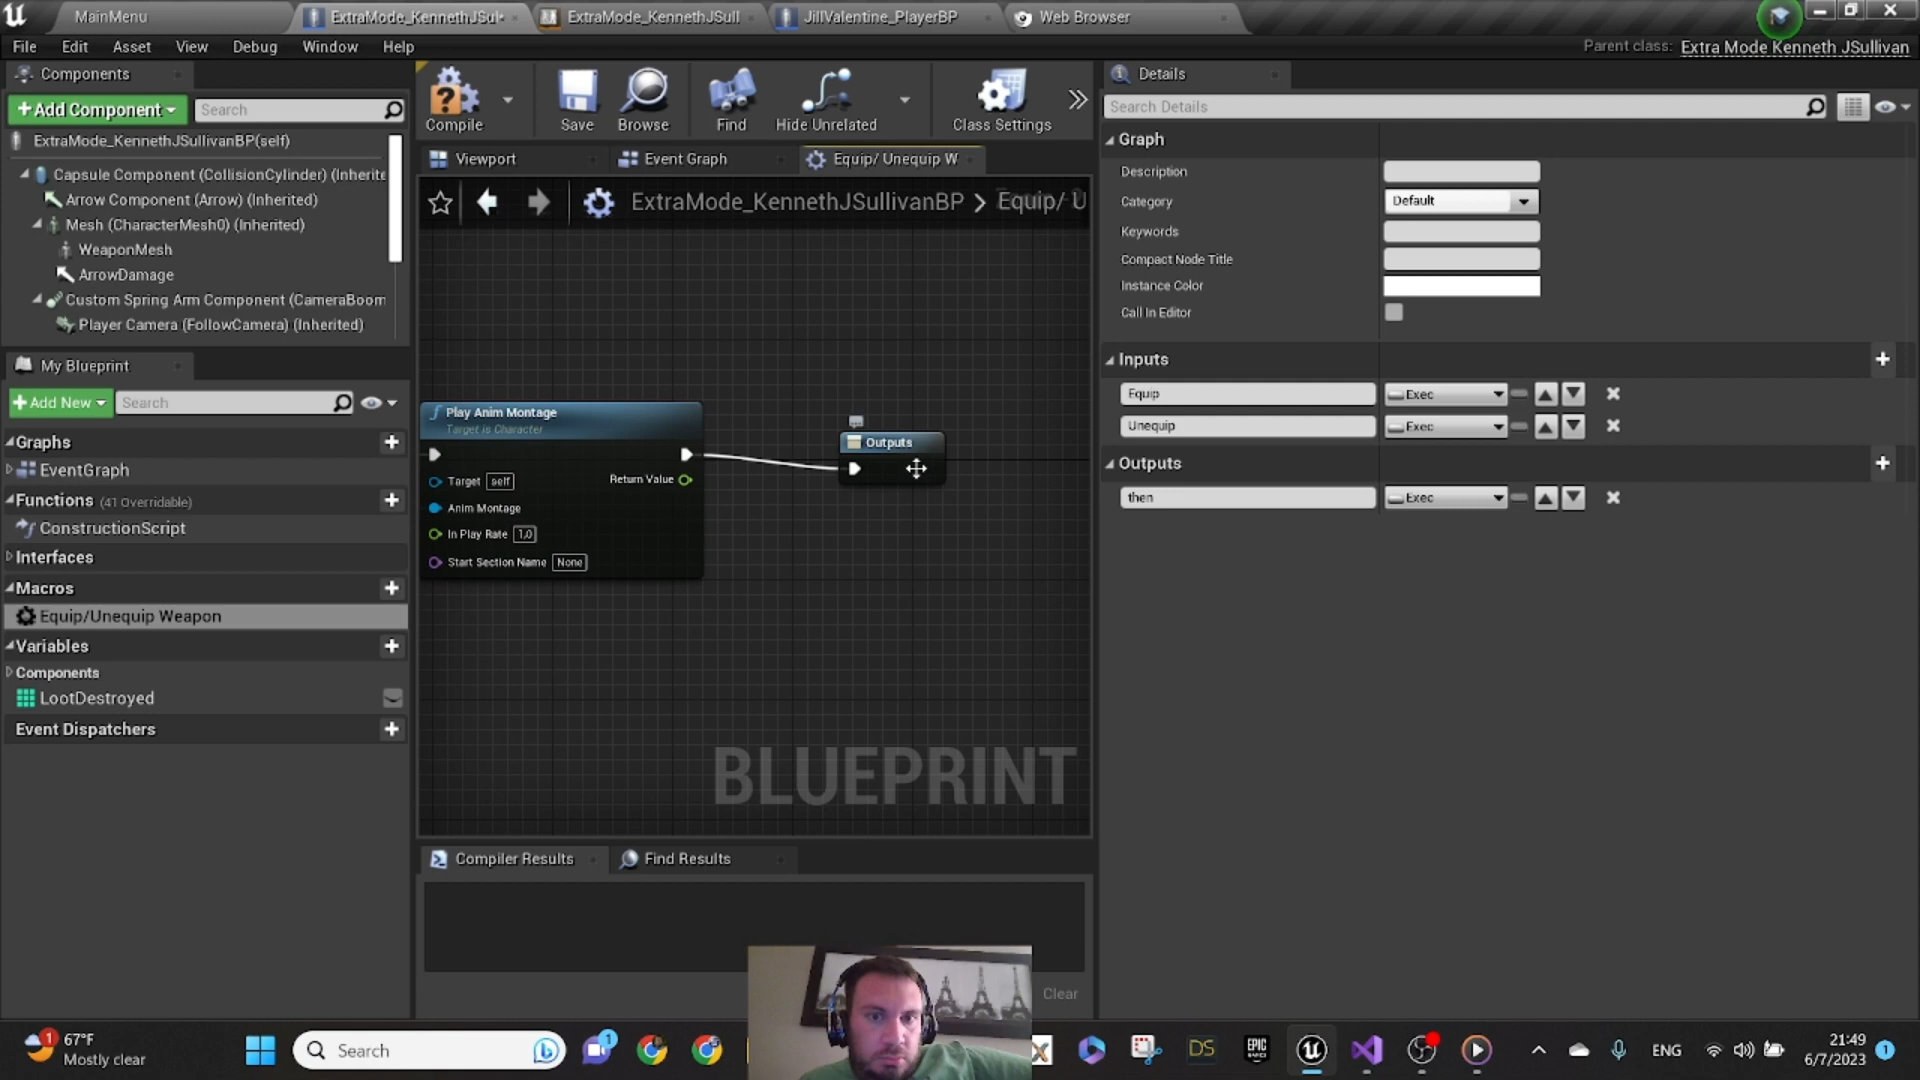 MainMenu
ExtraMode_KennethJSul*
ExtraMode_KennethJSull
JillValentine_PlayerBP
Web Browser
File Edit Asset View Debug Window Help
Parent class: Extra Mode Kenneth JSullivan
Components
+Add Component
Search
ExtraMode_KennethJSullivanBP(self)
Capsule Component (CollisionCylinder) (Inherite
Arrow Component (Arrow) (Inherited)
Mesh (CharacterMesh0) (Inherited)
WeaponMesh
ArrowDamage
Custom Spring Arm Component (CameraBoom
Player Camera (FollowCamera) (Inherited)
My Blueprint
+Add New
Search
Graphs
EventGraph
Functions (41 Overridable)
ConstructionScript
Interfaces
Macros
Equip/Unequip Weapon
Variables
Components
LootDestroyed
Event Dispatchers
Compile
Save
Browse
Find
Hide Unrelated
Class Settings
Viewport
Event Graph
Equip/ Unequip W
ExtraMode_KennethJSullivanBP > Equip/ U
Play Anim Montage
Target is Character
Target self
Return Value
Anim Montage
In Play Rate 1,0
Start Section Name None
Outputs
BLUEPRINT
Compiler Results
Find Results
Clear
Details
Search Details
Graph
Description
Category Default
Keywords
Compact Node Title
Instance Color
Call In Editor
Inputs
Equip Exec
Unequip Exec
Outputs
then Exec
1
67°F
Mostly clear
Search
1
DS
EPIC
GAMES
ENG
21:49
6/7/2023
1